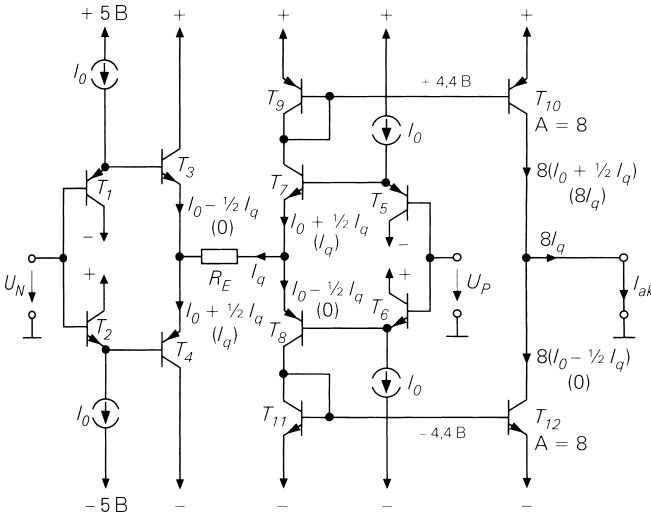 + 5 В
+
+
+
+
I0
T9
+ 4,4 В
T10
A = 8
I0
T3
T1
T7
T5
8(I0 + ½ Iq)
(8Iq)
I0 − ½ Iq
(0)
I0 + ½ Iq
(Iq)
−
−
UN
+
RE
Iq
+
UP
8Iq
Iak
I0 + ½ Iq
(Iq)
I0 − ½ Iq
(0)
T2
T4
T8
T6
8(I0 − ½ Iq)
(0)
I0
I0
T11
− 4,4 В
T12
A = 8
− 5 В
−
−
−
−